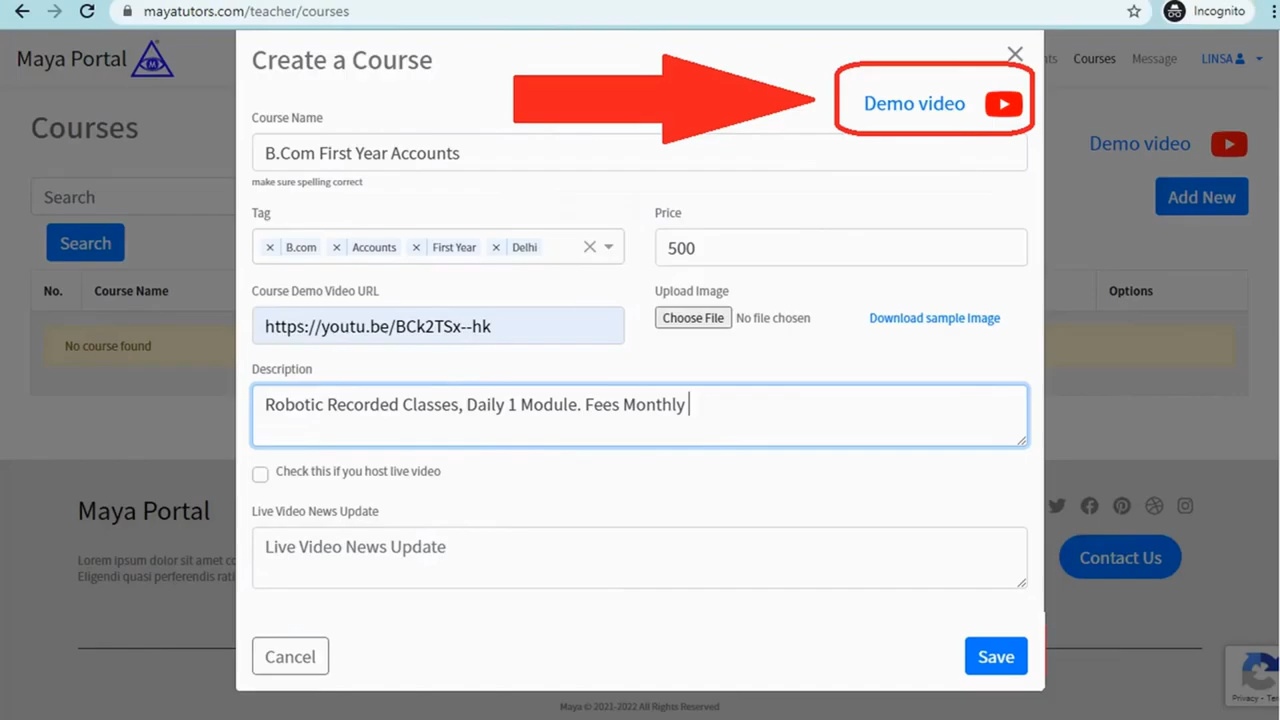 mayatutors.com/teacher/courses
Incognito
Maya Portal
Courses
Message
LINSA
Create a Course
Demo video
Courses
Course Name
B.Com First Year Accounts
make sure spelling correct
Demo video
Search
Add New
Search
Tag
Price
B.com
Accounts
First Year
Delhi
500
No.
Course Name
Options
Course Demo Video URL
Upload Image
https://youtu.be/BCk2TSx--hk
Choose File
No file chosen
Download sample Image
No course found
Description
Robotic Recorded Classes, Daily 1 Module. Fees Monthly
Check this if you host live video
Live Video News Update
Live Video News Update
Maya Portal
Lorem ipsum dolor sit amet
Eligendi quasi perferendis
Contact Us
Cancel
Save
Maya © 2021-2022 All Rights Reserved